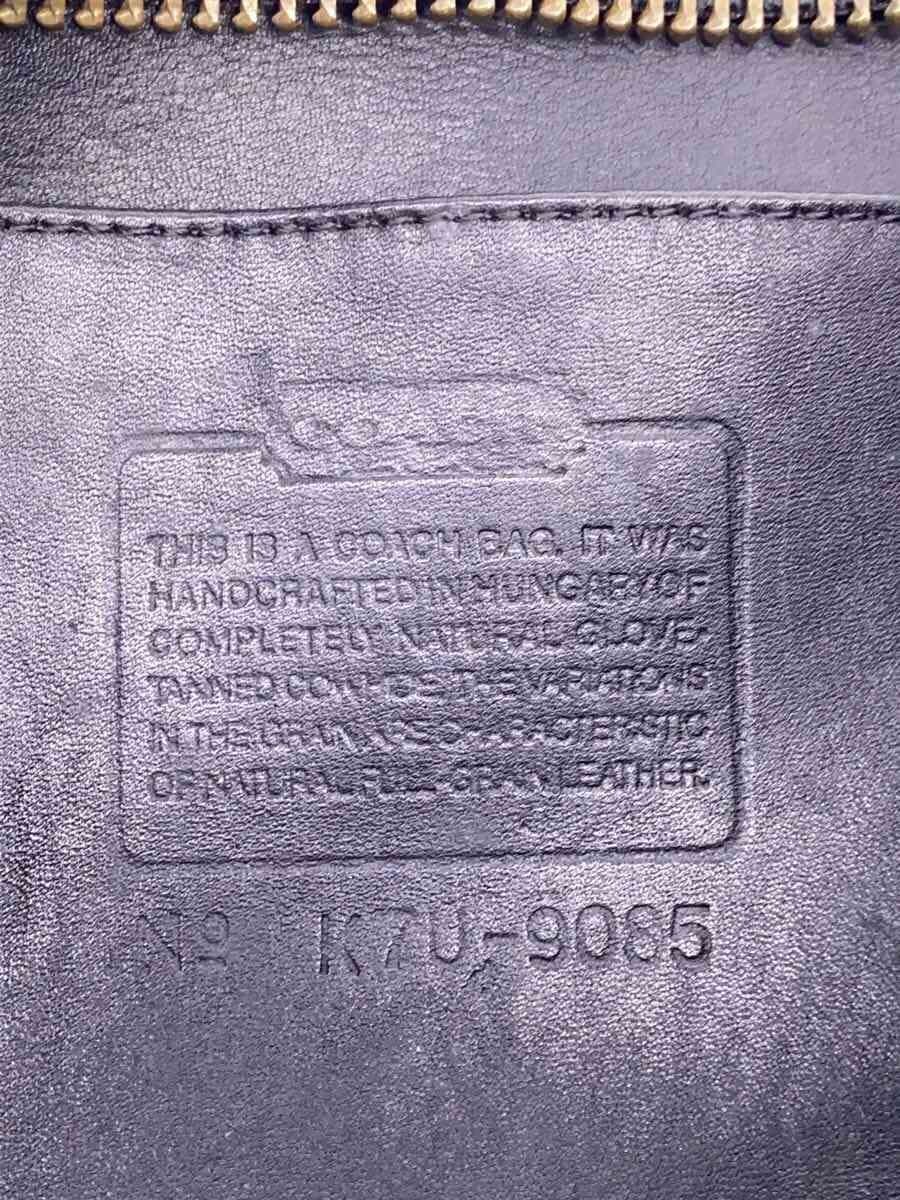 THIS IS A COACH BAG. IT WAS
HANDCRAFTED IN HUNGARY OF
COMPLETELY NATURAL GLOVE-
TANNED COWHIDE. THE VARIATIONS
IN THE GRAIN ARE CHARACTERISTIC
OF NATURAL FULL-GRAIN LEATHER.
No K7U-9085